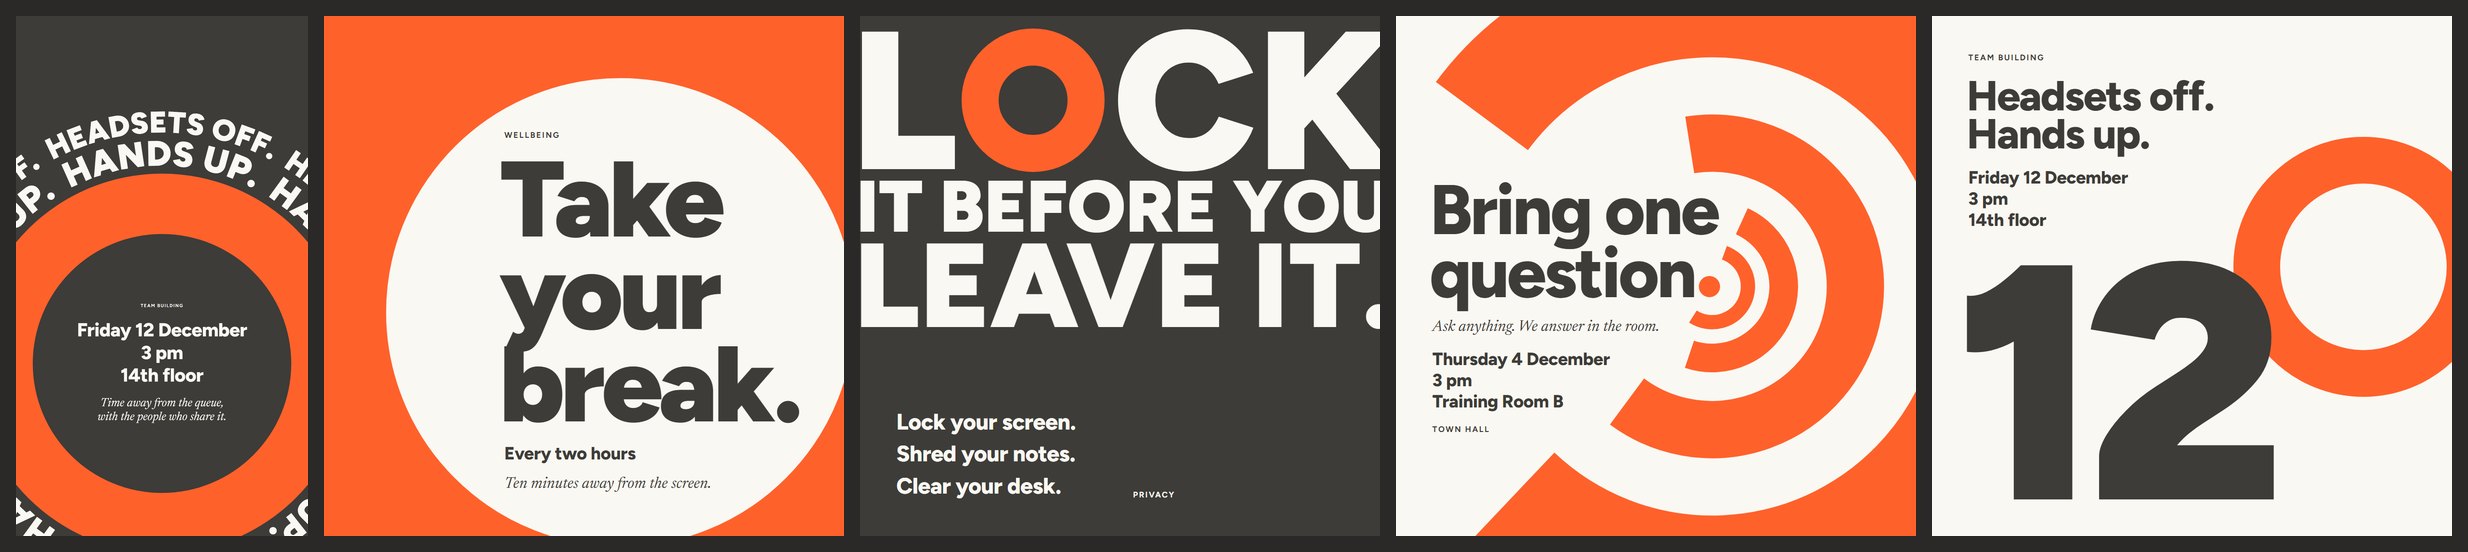 HEADSETS OFF.
HANDS UP.
TEAM BUILDING
Friday 12 December
3 pm
14th floor
Time away from the queue,
with the people who share it.
WELLBEING
Take
your
break.
Every two hours
Ten minutes away from the screen.
LOCK
IT BEFORE YOU
LEAVE IT.
Lock your screen.
Shred your notes.
Clear your desk.
PRIVACY
Bring one
question.
Ask anything. We answer in the room.
Thursday 4 December
3 pm
Training Room B
TOWN HALL
TEAM BUILDING
Headsets off.
Hands up.
Friday 12 December
3 pm
14th floor
12